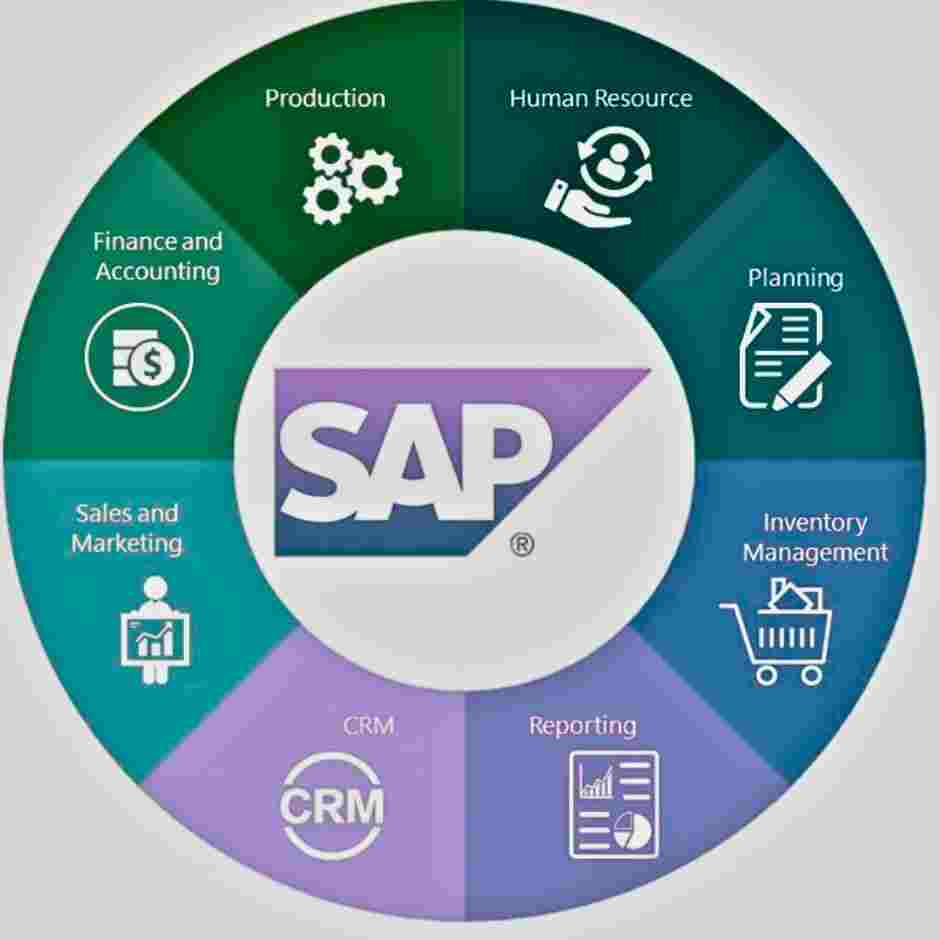 Production
Human Resource
Finance and
Accounting
Planning
$
SAP
®
Sales and
Marketing
Inventory
Management
CRM
CRM
Reporting